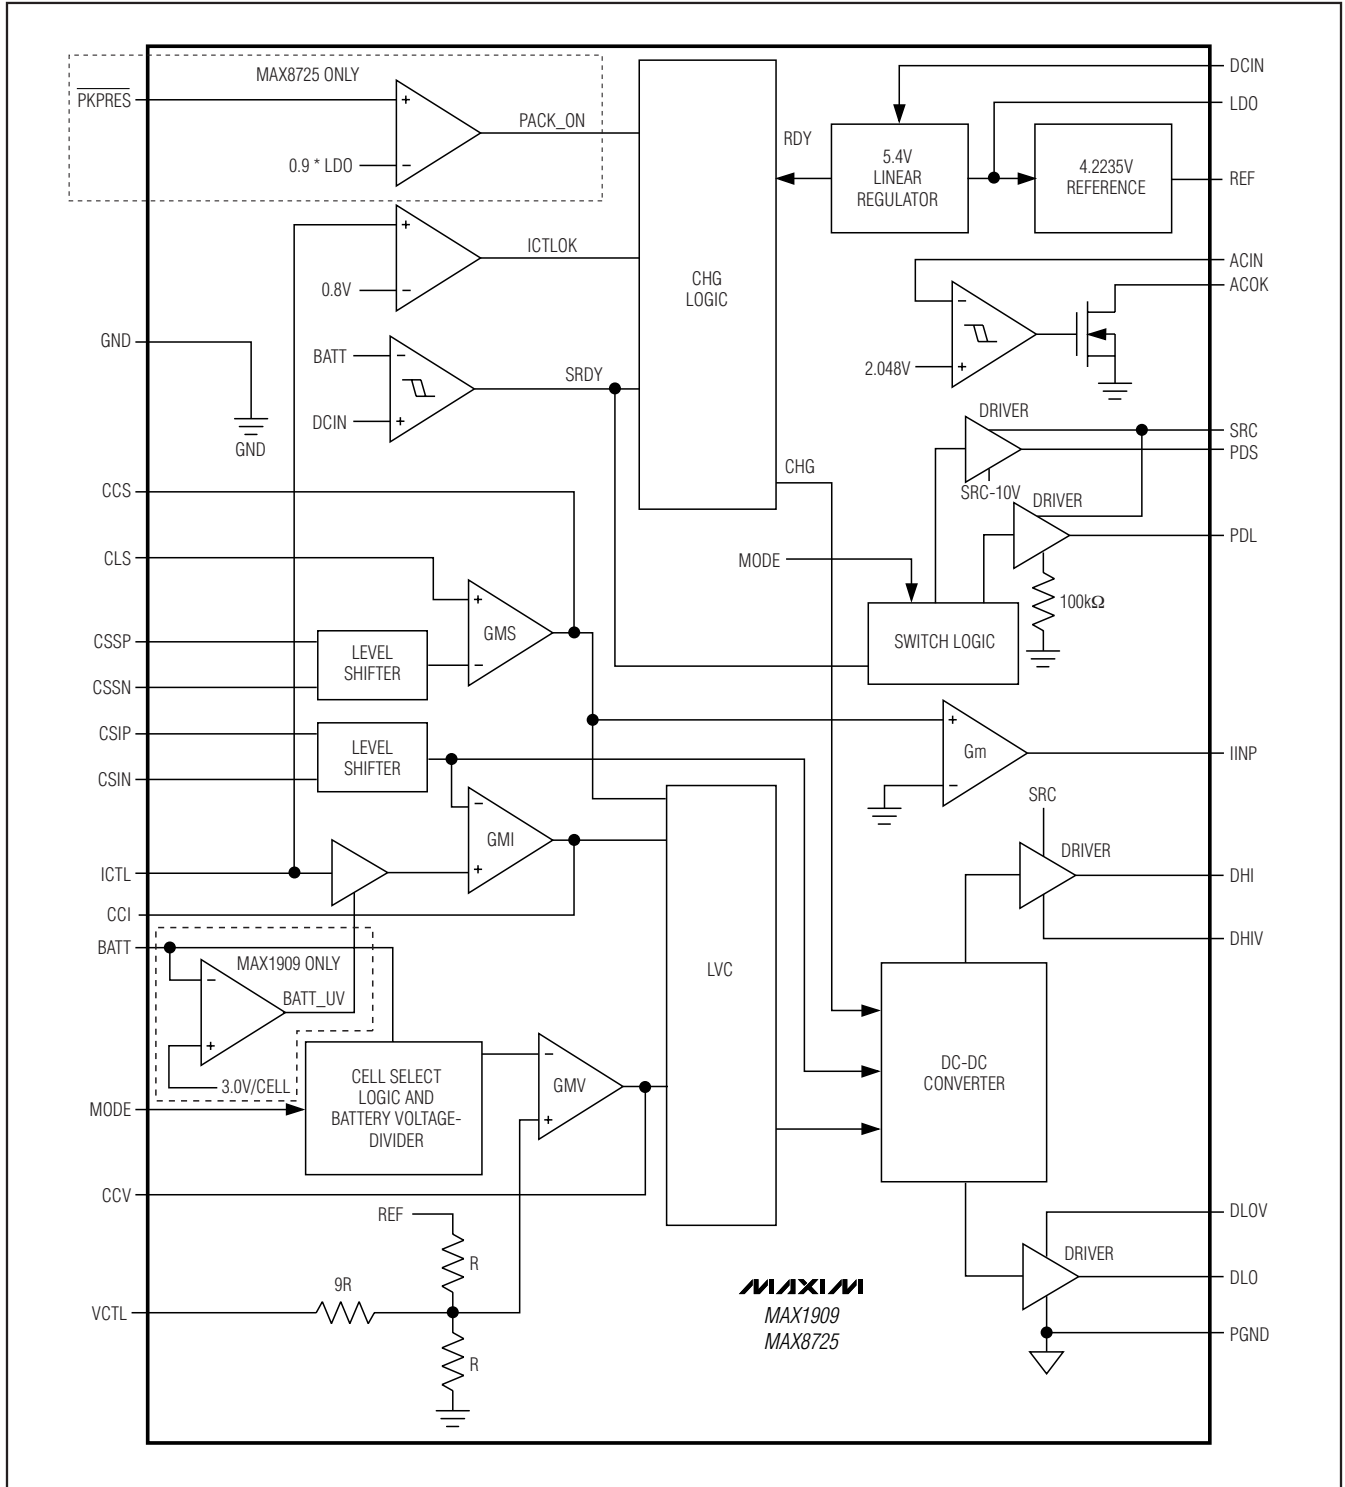 MAX8725 ONLY
PKPRES
+
PACK_ON
0.9 * LDO
−
+
ICTLOK
0.8V
−
GND
GND
BATT
−
SRDY
DCIN
+
CHG
LOGIC
RDY
CHG
5.4V
LINEAR
REGULATOR
4.2235V
REFERENCE
DCIN
LDO
REF
ACIN
ACOK
−
2.048V
+
DRIVER
SRC
PDS
SRC-10V
DRIVER
PDL
100kΩ
MODE
SWITCH LOGIC
CCS
CLS
+
GMS
−
CSSP
LEVEL
SHIFTER
CSSN
CSIP
LEVEL
SHIFTER
CSIN
−
GMI
+
ICTL
CCI
BATT
MAX1909 ONLY
−
BATT_UV
+
3.0V/CELL
MODE
CELL SELECT
LOGIC AND
BATTERY VOLTAGE-
DIVIDER
−
GMV
+
CCV
REF
R
9R
VCTL
R
LVC
+
Gm
−
IINP
SRC
DRIVER
DHI
DHIV
DC-DC
CONVERTER
DLOV
DRIVER
DLO
PGND
MAXIM
MAX1909
MAX8725